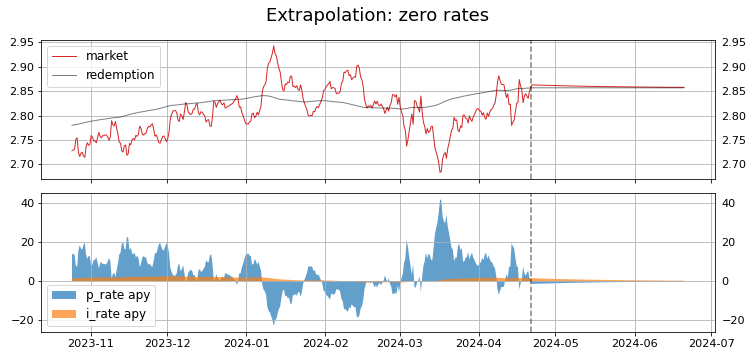 Extrapolation: zero rates
2.95 2.95
market
2.90 2.90
redemption
2.85 2.85
2.80 2.80
2.75 2.75
2.70 2.70
40 40
20 20
0 0
p_rate apy
i_rate apy
−20 −20
2023-11 2023-12 2024-01 2024-02 2024-03 2024-04 2024-05 2024-06 2024-07